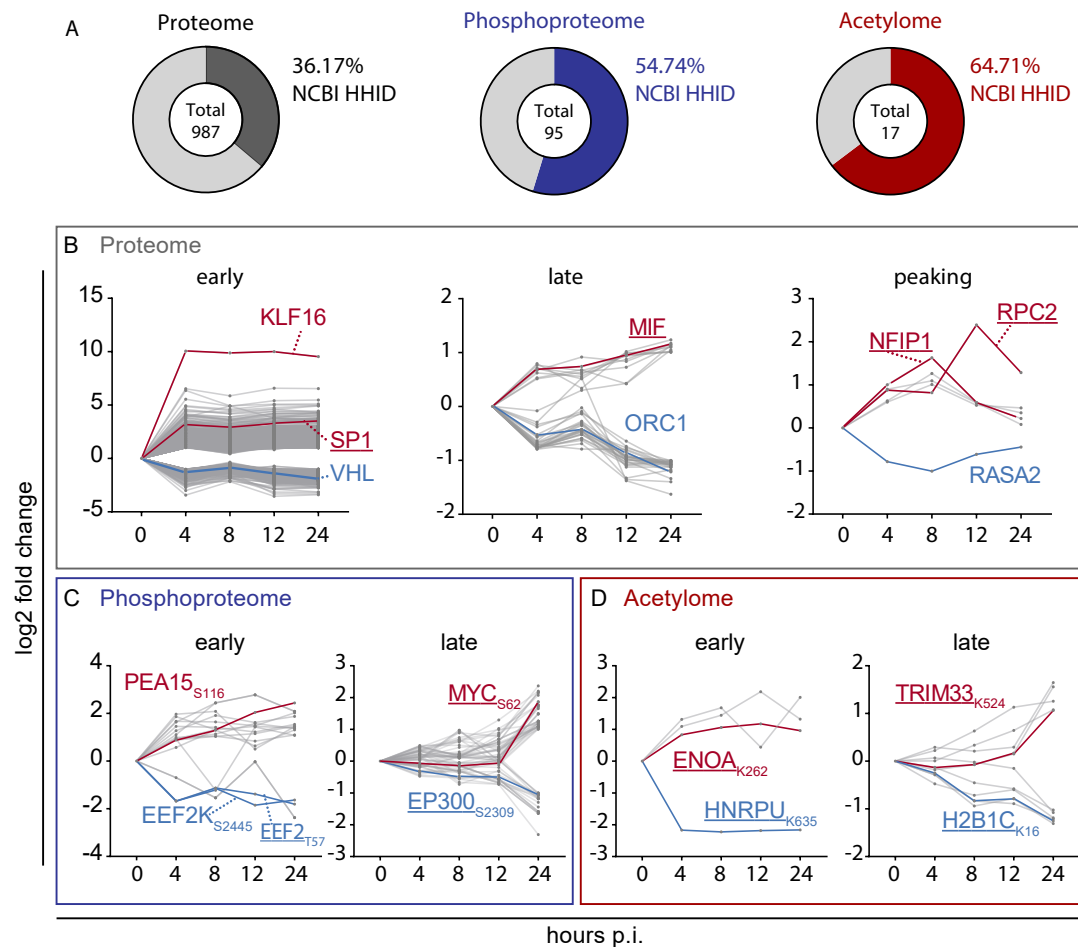 A
Proteome
Total
987
36.17%
NCBI HHID
Phosphoproteome
Total
95
54.74%
NCBI HHID
Acetylome
Total
17
64.71%
NCBI HHID
log2 fold change
B Proteome
early
15
10
5
0
-5
KLF16
SP1
VHL
0 4 8 12 24
late
2
1
0
-1
-2
MIF
ORC1
0 4 8 12 24
peaking
3
2
1
0
-1
-2
NFIP1
RPC2
RASA2
0 4 8 12 24
C Phosphoproteome
early
4
2
0
-2
-4
PEA15S116
EEF2KS2445
EEF2T57
0 4 8 12 24
late
3
2
1
0
-1
-2
-3
MYCS62
EP300S2309
0 4 8 12 24
D Acetylome
early
3
2
1
0
-1
-2
-3
ENOAK262
HNRPUK635
0 4 8 12 24
late
2
1
0
-1
-2
TRIM33K524
H2B1CK16
0 4 8 12 24
hours p.i.